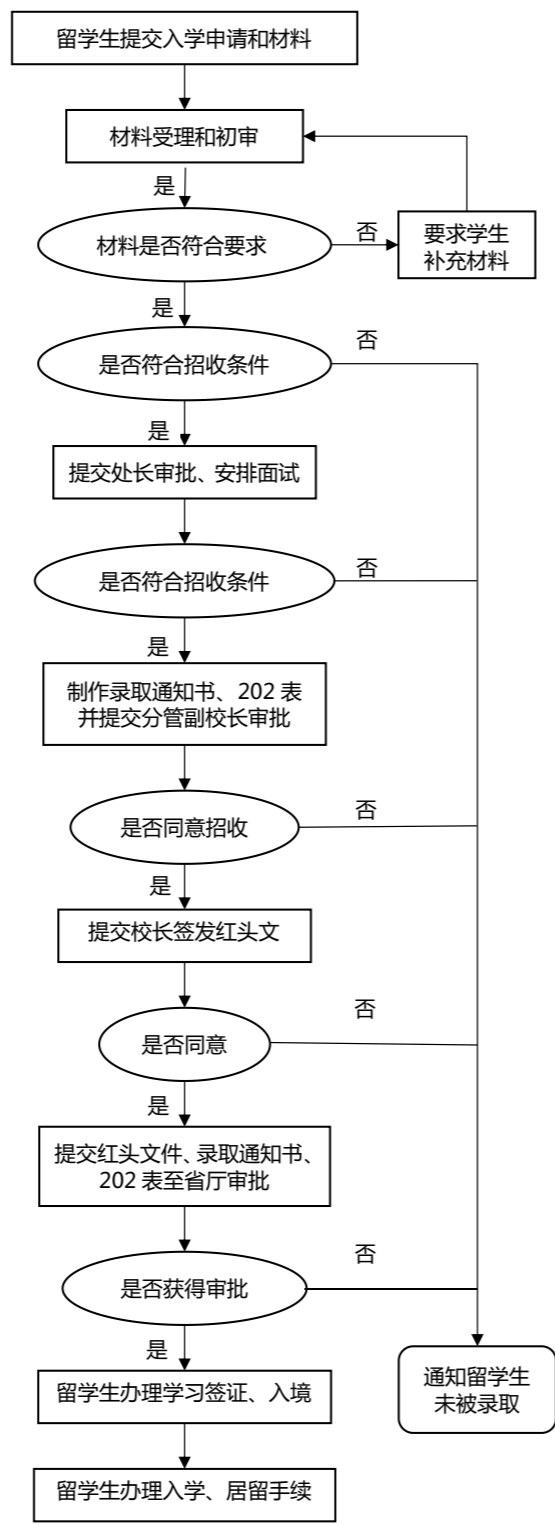 留学生提交入学申请和材料
材料受理和初审
是
材料是否符合要求
否
要求学生
补充材料
是
是否符合招收条件
否
是
提交处长审批、安排面试
是否符合招收条件
否
是
制作录取通知书、202 表
并提交分管副校长审批
是否同意招收
否
是
提交校长签发红头文
是否同意
否
是
提交红头文件、录取通知书、
202 表至省厅审批
是否获得审批
否
是
通知留学生
未被录取
留学生办理学习签证、入境
留学生办理入学、居留手续